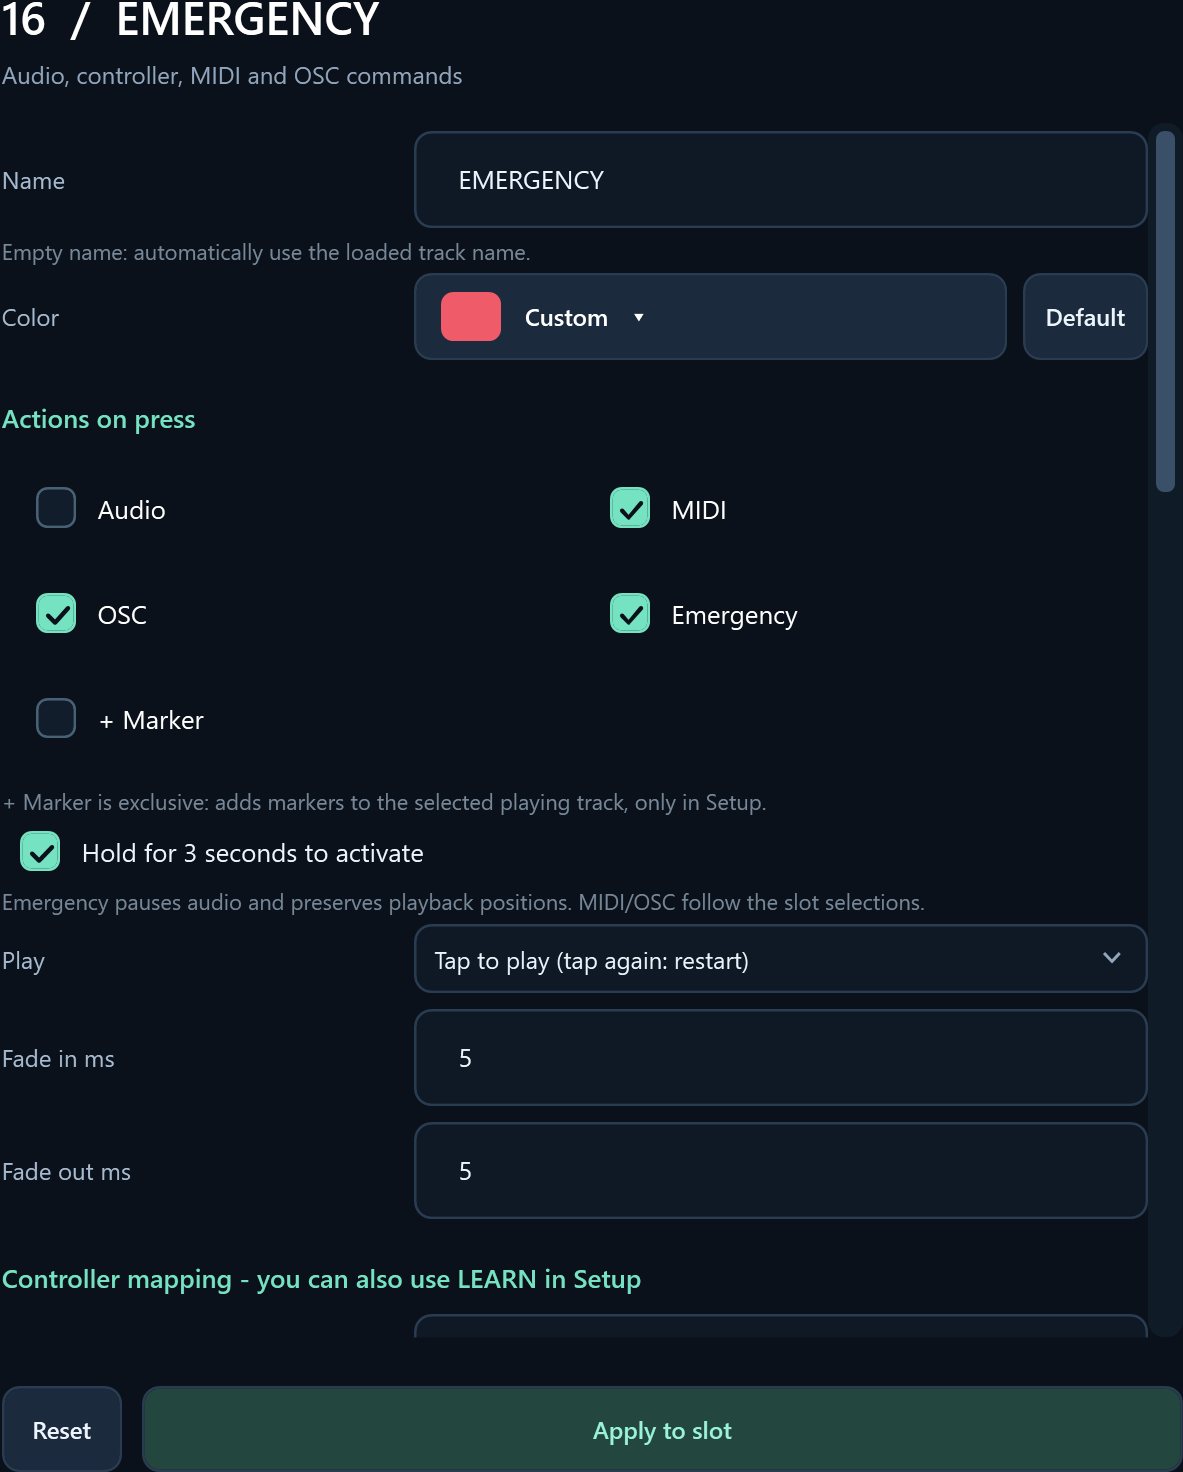 16 / EMERGENCY
Audio, controller, MIDI and OSC commands
Name
EMERGENCY
Empty name: automatically use the loaded track name.
Color
Custom
Default
Actions on press
Audio
MIDI
OSC
Emergency
+ Marker
+ Marker is exclusive: adds markers to the selected playing track, only in Setup.
Hold for 3 seconds to activate
Emergency pauses audio and preserves playback positions. MIDI/OSC follow the slot selections.
Play
Tap to play (tap again: restart)
Fade in ms
5
Fade out ms
5
Controller mapping - you can also use LEARN in Setup
Reset
Apply to slot